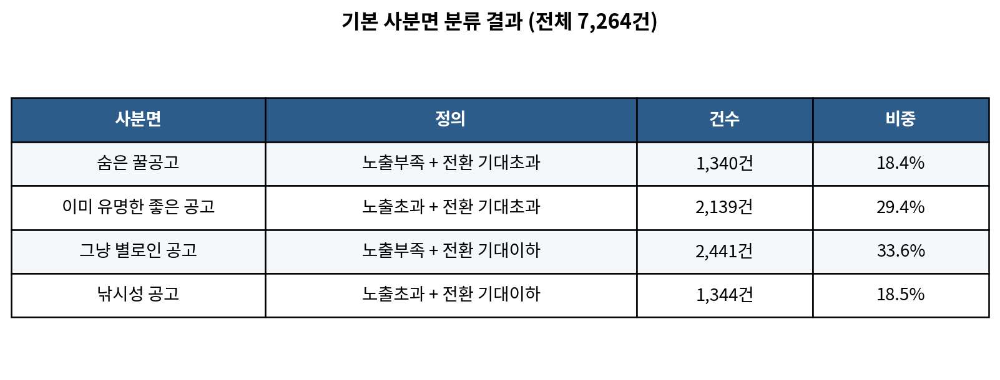 기본 사분면 분류 결과 (전체 7,264건)
사분면 정의 건수 비중
숨은 꿀공고 노출부족 + 전환 기대초과 1,340건 18.4%
이미 유명한 좋은 공고 노출초과 + 전환 기대초과 2,139건 29.4%
그냥 별로인 공고 노출부족 + 전환 기대이하 2,441건 33.6%
낚시성 공고 노출초과 + 전환 기대이하 1,344건 18.5%